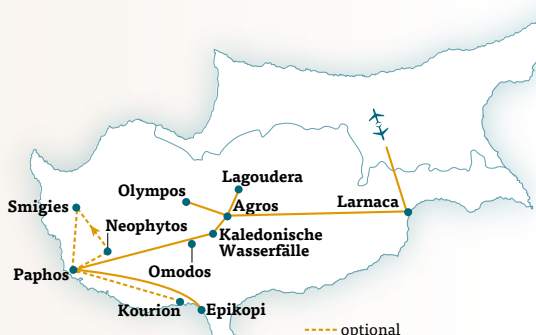 Lagoudera
Olympos
Agros
Larnaca
Smigies
Neophytos
Kaledonische
Wasserfälle
Paphos
Omodos
Kourion
Epikopi
optional